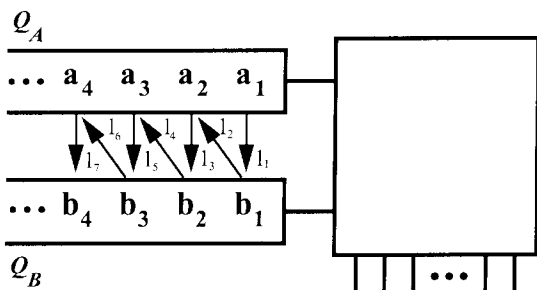 Q_A
... a_4 a_3 a_2 a_1
l_7 l_6 l_5 l_4 l_3 l_2 l_1
... b_4 b_3 b_2 b_1
Q_B
...